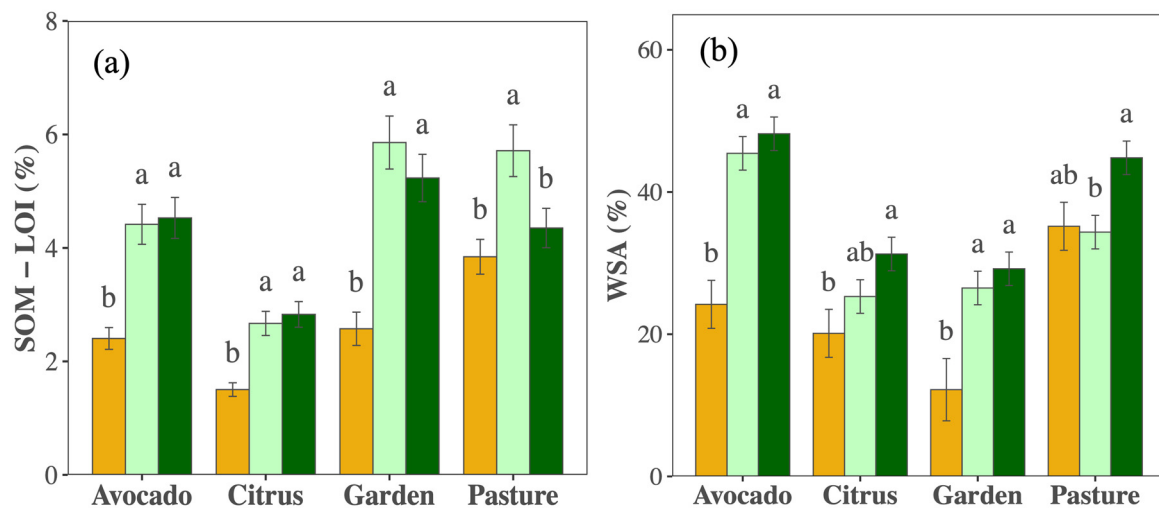 (a)
SOM – LOI (%)
8
6
4
2
0
b a a
b a a
b a a
b a b
Avocado Citrus Garden Pasture
(b)
WSA (%)
60
40
20
0
b a a
b ab a
b a a
ab b a
Avocado Citrus Garden Pasture